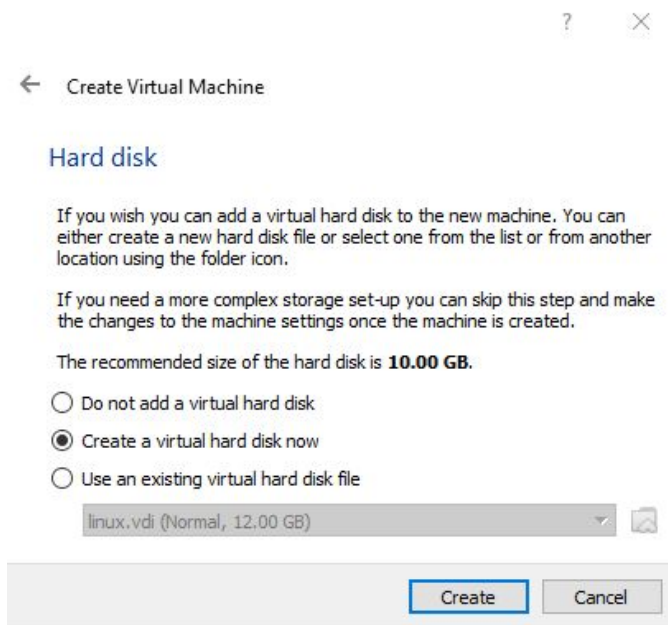 ?
Create Virtual Machine
Hard disk
If you wish you can add a virtual hard disk to the new machine. You can
either create a new hard disk file or select one from the list or from another
location using the folder icon.
If you need a more complex storage set-up you can skip this step and make
the changes to the machine settings once the machine is created.
The recommended size of the hard disk is 10.00 GB.
Do not add a virtual hard disk
Create a virtual hard disk now
Use an existing virtual hard disk file
linux.vdi (Normal, 12.00 GB)
Create Cancel